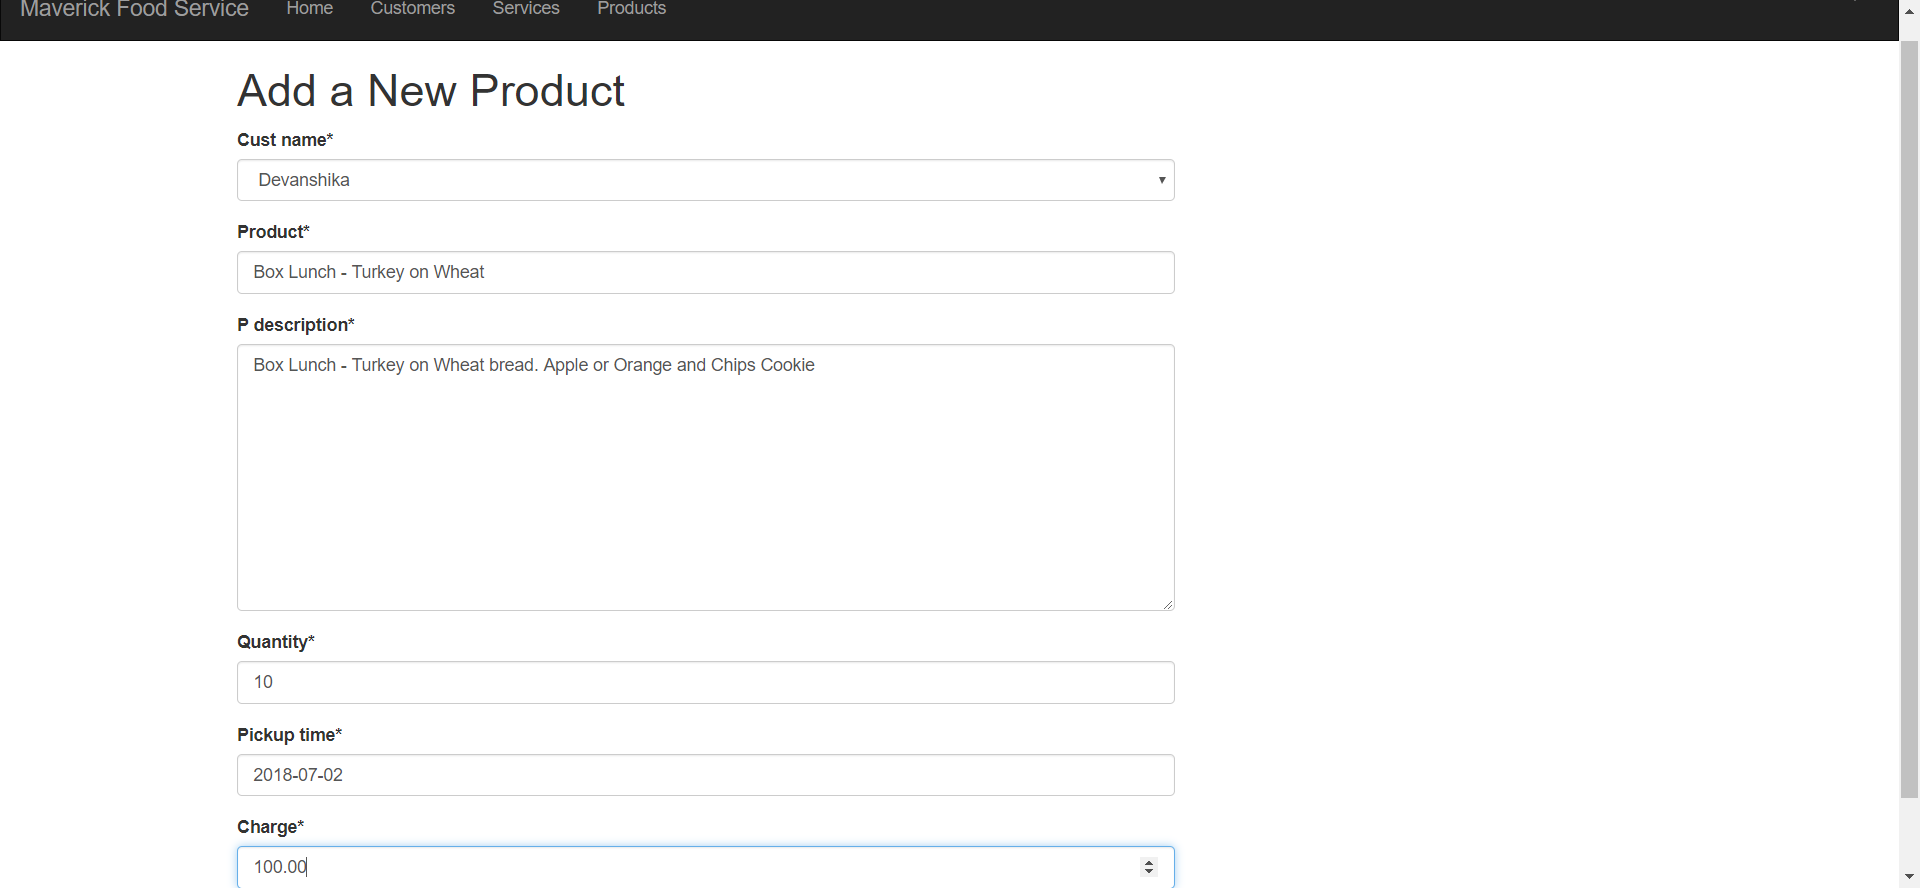 Maverick Food Service Home Customers Services Products
Add a New Product
Cust name*
Devanshika
Product*
Box Lunch - Turkey on Wheat
P description*
Box Lunch - Turkey on Wheat bread. Apple or Orange and Chips Cookie
Quantity*
10
Pickup time*
2018-07-02
Charge*
100.00